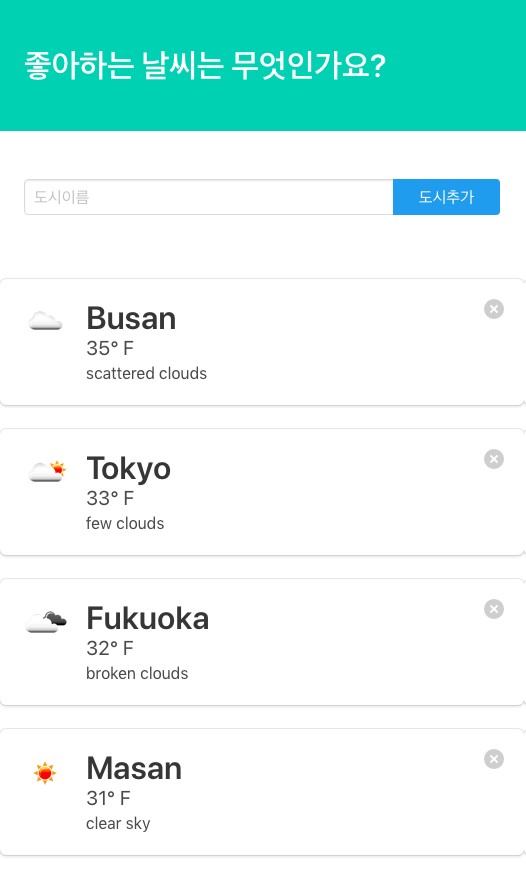 좋아하는 날씨는 무엇인가요?
도시이름
도시추가
Busan
35° F
scattered clouds
Tokyo
33° F
few clouds
Fukuoka
32° F
broken clouds
Masan
31° F
clear sky